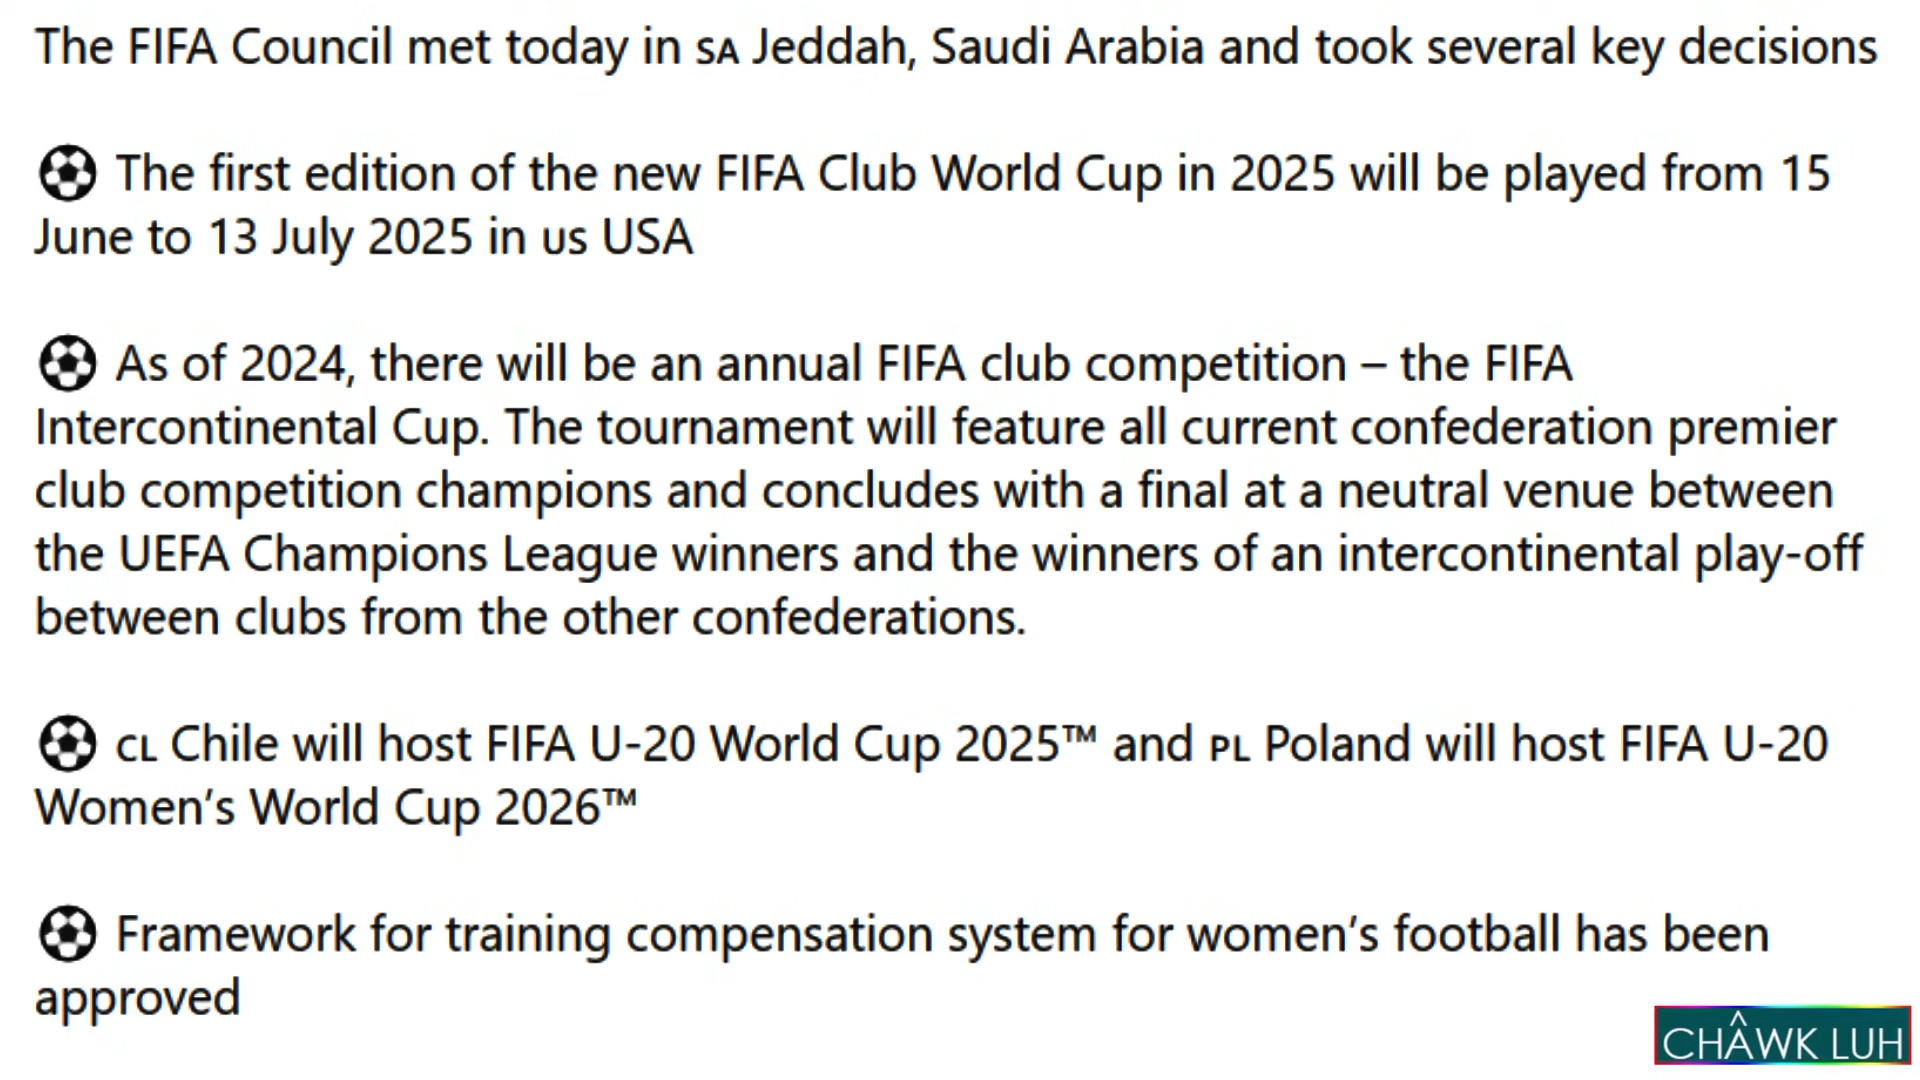 The FIFA Council met today in SA Jeddah, Saudi Arabia and took several key decisions
⚽ The first edition of the new FIFA Club World Cup in 2025 will be played from 15
June to 13 July 2025 in US USA
⚽ As of 2024, there will be an annual FIFA club competition – the FIFA
Intercontinental Cup. The tournament will feature all current confederation premier
club competition champions and concludes with a final at a neutral venue between
the UEFA Champions League winners and the winners of an intercontinental play-off
between clubs from the other confederations.
⚽ CL Chile will host FIFA U-20 World Cup 2025™ and PL Poland will host FIFA U-20
Women’s World Cup 2026™
⚽ Framework for training compensation system for women’s football has been
approved
CHÂWK LUH